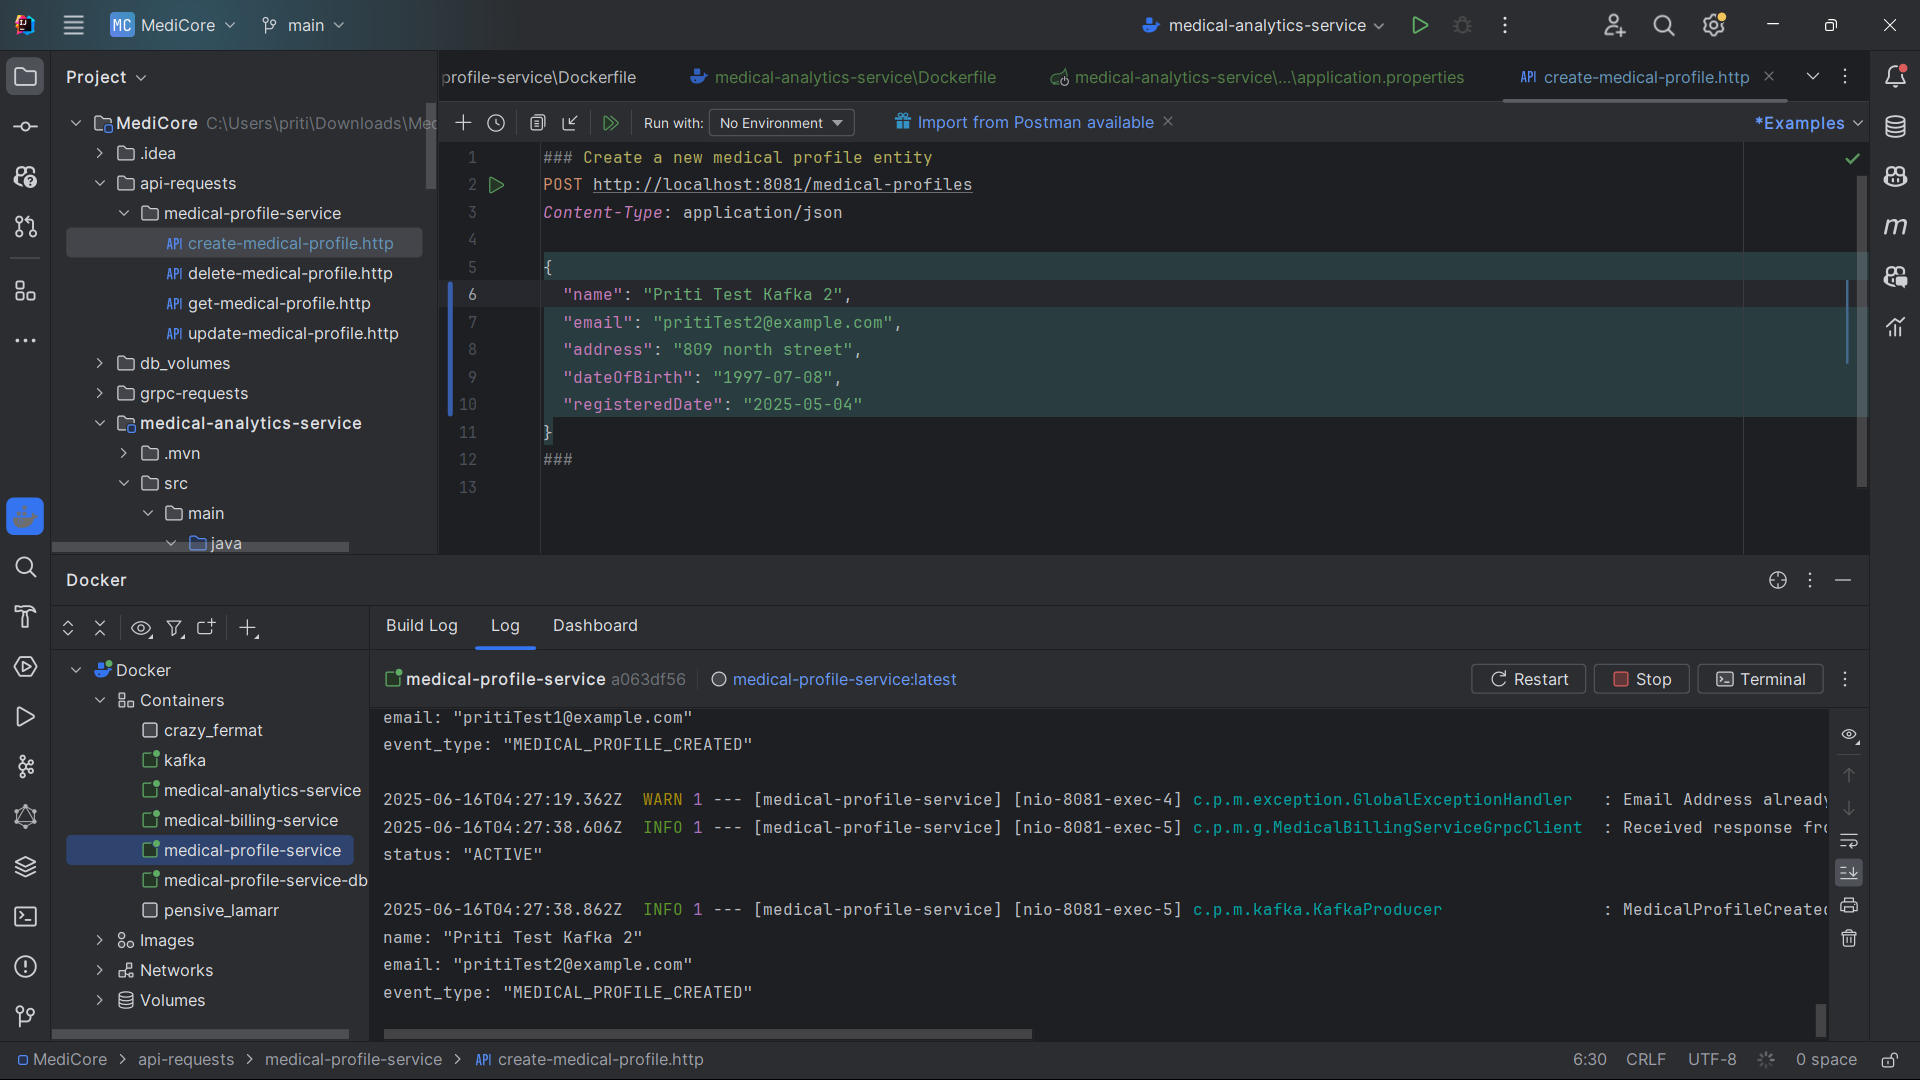 MC MediCore main medical-analytics-service
Project
profile-service\Dockerfile medical-analytics-service\Dockerfile medical-analytics-service\...\application.properties API create-medical-profile.http
MediCore C:\Users\priti\Downloads\Med
.idea
api-requests
medical-profile-service
API create-medical-profile.http
API delete-medical-profile.http
API get-medical-profile.http
API update-medical-profile.http
db_volumes
grpc-requests
medical-analytics-service
.mvn
src
main
java
Run with: No Environment Import from Postman available *Examples
1 ### Create a new medical profile entity
2 POST http://localhost:8081/medical-profiles
3 Content-Type: application/json
4
5 {
6 "name": "Priti Test Kafka 2",
7 "email": "pritiTest2@example.com",
8 "address": "809 north street",
9 "dateOfBirth": "1997-07-08",
10 "registeredDate": "2025-05-04"
11 }
12 ###
13
Docker
Docker
Containers
crazy_fermat
kafka
medical-analytics-service
medical-billing-service
medical-profile-service
medical-profile-service-db
pensive_lamarr
Images
Networks
Volumes
Build Log Log Dashboard
medical-profile-service a063df56 medical-profile-service:latest Restart Stop Terminal
email: "pritiTest1@example.com"
event_type: "MEDICAL_PROFILE_CREATED"
2025-06-16T04:27:19.362Z WARN 1 --- [medical-profile-service] [nio-8081-exec-4] c.p.m.exception.GlobalExceptionHandler : Email Address already
2025-06-16T04:27:38.606Z INFO 1 --- [medical-profile-service] [nio-8081-exec-5] c.p.m.g.MedicalBillingServiceGrpcClient : Received response fro
status: "ACTIVE"
2025-06-16T04:27:38.862Z INFO 1 --- [medical-profile-service] [nio-8081-exec-5] c.p.m.kafka.KafkaProducer : MedicalProfileCreated
name: "Priti Test Kafka 2"
email: "pritiTest2@example.com"
event_type: "MEDICAL_PROFILE_CREATED"
MediCore > api-requests > medical-profile-service > API create-medical-profile.http 6:30 CRLF UTF-8 0 space